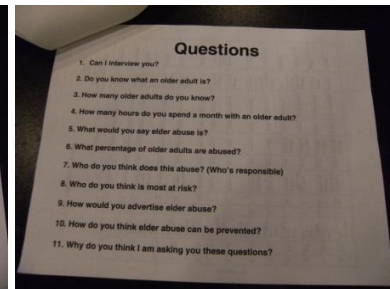 Questions
1. Can I interview you?
2. Do you know what an older adult is?
3. How many older adults do you know?
4. How many hours do you spend a month with an older adult?
5. What would you say elder abuse is?
6. What percentage of older adults are abused?
7. Who do you think does this abuse? (Who's responsible)
8. Who do you think is most at risk?
9. How would you advertise elder abuse?
10. How do you think elder abuse can be prevented?
11. Why do you think I am asking you these questions?